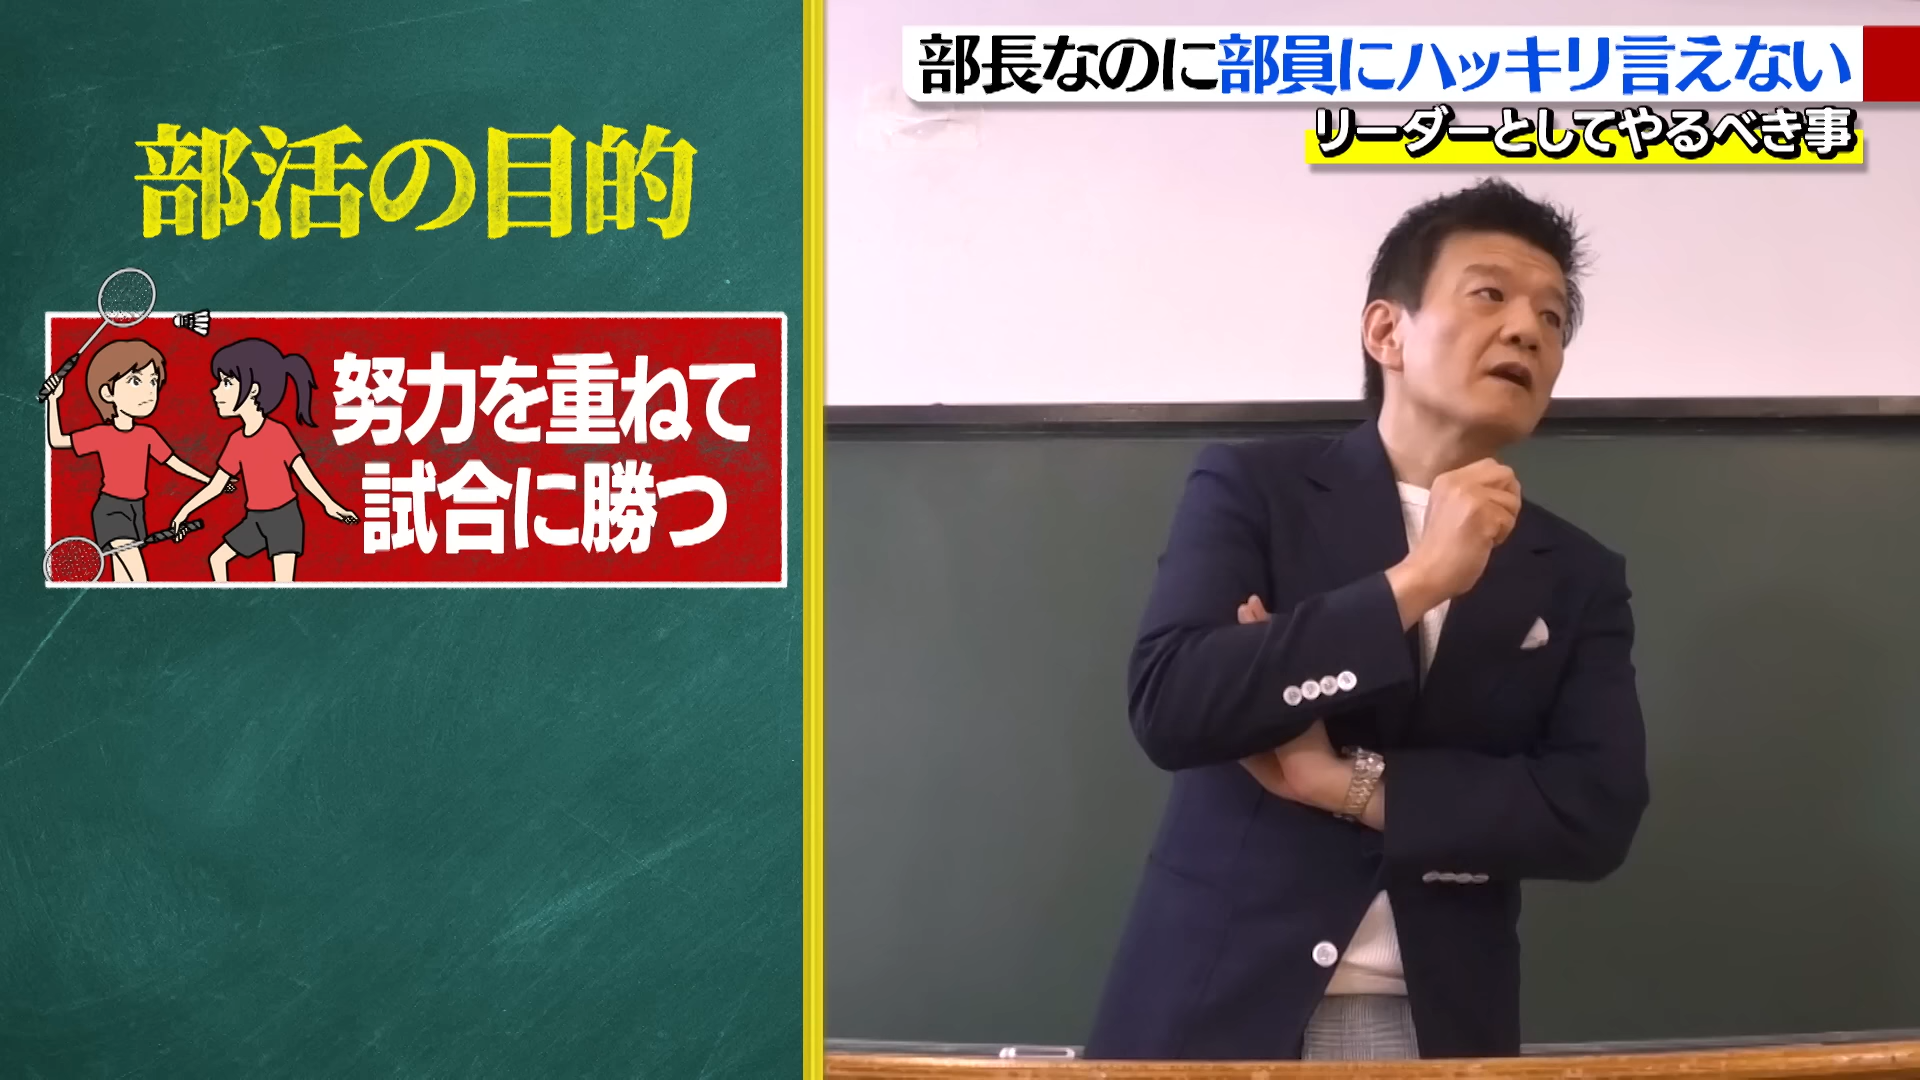 部長なのに部員にハッキリ言えない
リーダーとしてやるべき事
部活の目的
努力を重ねて
試合に勝つ